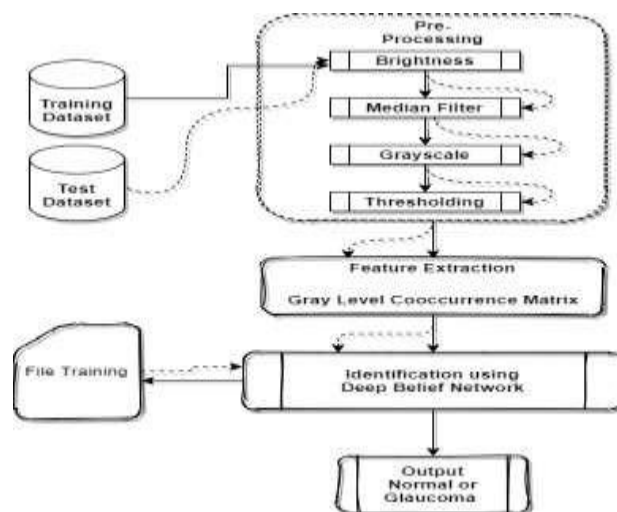 Pre-
Processing
Brightness
Training
Dataset
Median Filter
Grayscale
Test
Dataset
Thresholding
Feature Extraction
Gray Level Cooccurrence Matrix
File Training
Identification using
Deep Belief Network
Output
Normal or
Glaucoma